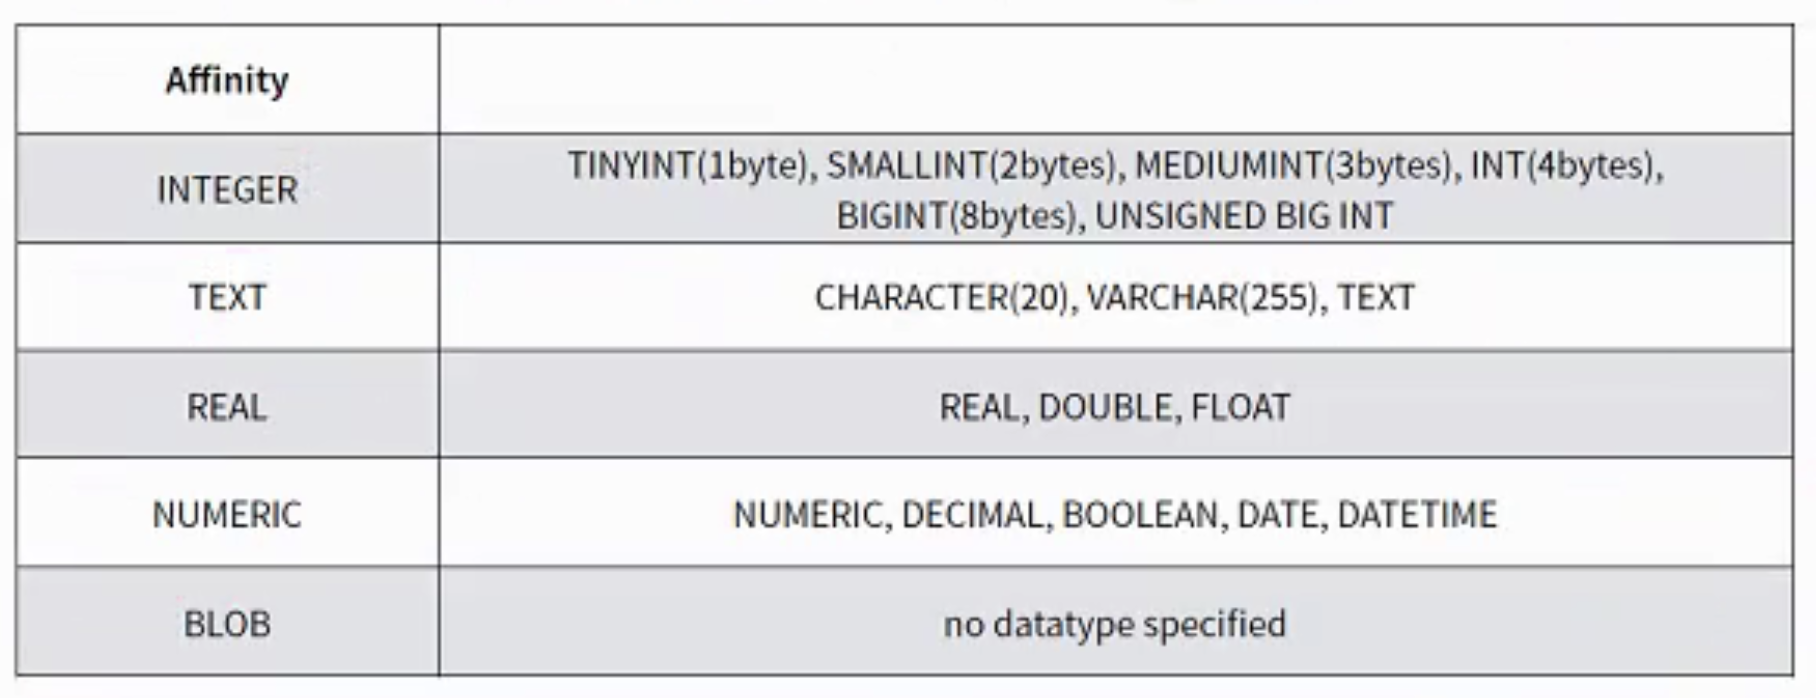 Affinity
INTEGER
TINYINT(1byte), SMALLINT(2bytes), MEDIUMINT(3bytes), INT(4bytes),
BIGINT(8bytes), UNSIGNED BIG INT
TEXT
CHARACTER(20), VARCHAR(255), TEXT
REAL
REAL, DOUBLE, FLOAT
NUMERIC
NUMERIC, DECIMAL, BOOLEAN, DATE, DATETIME
BLOB
no datatype specified